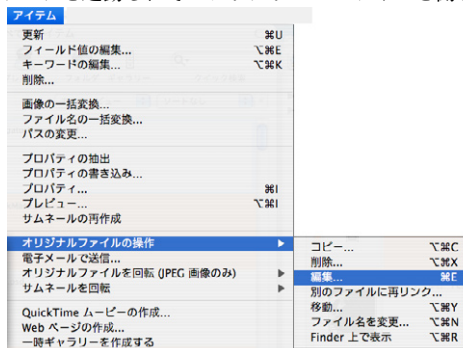 アイテム
更新 ⌘U
フィールド値の編集... ⌥⌘E
キーワードの編集... ⌥⌘K
削除...
画像の一括変換...
ファイル名の一括変換...
パスの変更...
プロパティの抽出
プロパティの書き込み...
プロパティ... ⌘I
プレビュー... ⌥⌘I
サムネールの再作成
オリジナルファイルの操作 ▶
電子メールで送信...
オリジナルファイルを回転 (JPEG 画像のみ) ▶
サムネールを回転 ▶
QuickTime ムービーの作成...
Web ページの作成...
一時ギャラリーを作成する
コピー... ⌥⌘C
削除... ⌥⌘X
編集... ⌘E
別のファイルに再リンク...
移動... ⌥⌘Y
ファイル名を変更... ⌥⌘N
Finder 上で表示 ⌥⌘R